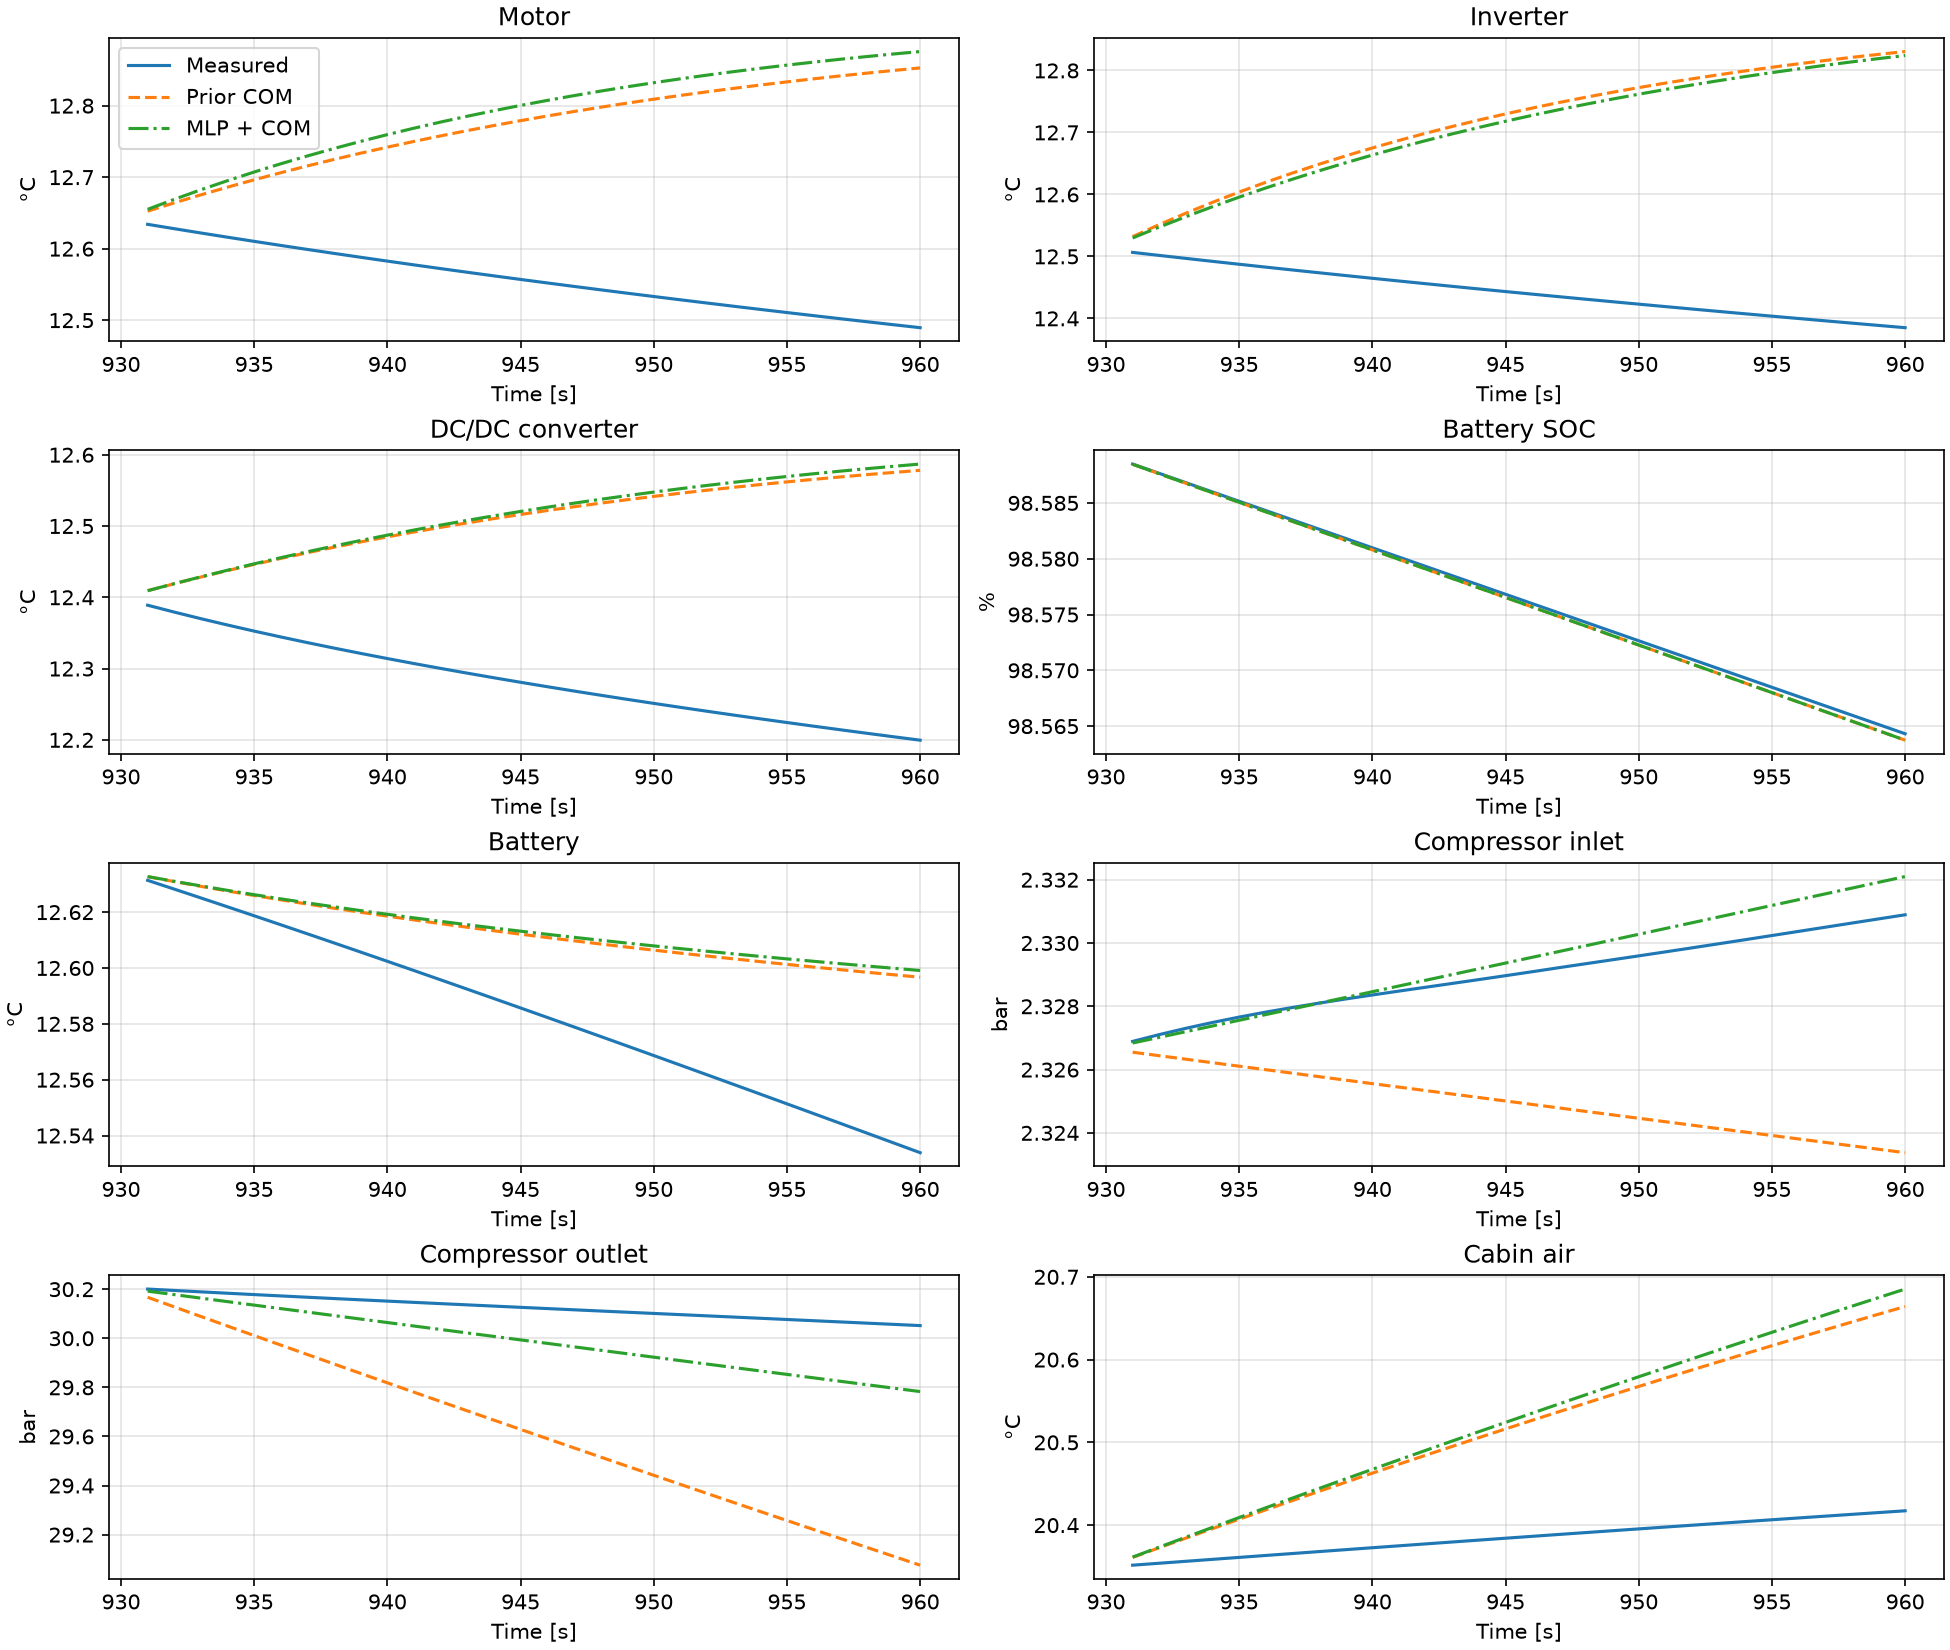 Motor
Measured
Prior COM
MLP + COM
12.8
12.7
12.6
12.5
°C
930 935 940 945 950 955 960
Time [s]
Inverter
12.8
12.7
12.6
12.5
12.4
°C
930 935 940 945 950 955 960
Time [s]
DC/DC converter
12.6
12.5
12.4
12.3
12.2
°C
930 935 940 945 950 955 960
Time [s]
Battery SOC
98.585
98.580
98.575
98.570
98.565
%
930 935 940 945 950 955 960
Time [s]
Battery
12.62
12.60
12.58
12.56
12.54
°C
930 935 940 945 950 955 960
Time [s]
Compressor inlet
2.332
2.330
2.328
2.326
2.324
bar
930 935 940 945 950 955 960
Time [s]
Compressor outlet
30.2
30.0
29.8
29.6
29.4
29.2
bar
930 935 940 945 950 955 960
Time [s]
Cabin air
20.7
20.6
20.5
20.4
°C
930 935 940 945 950 955 960
Time [s]